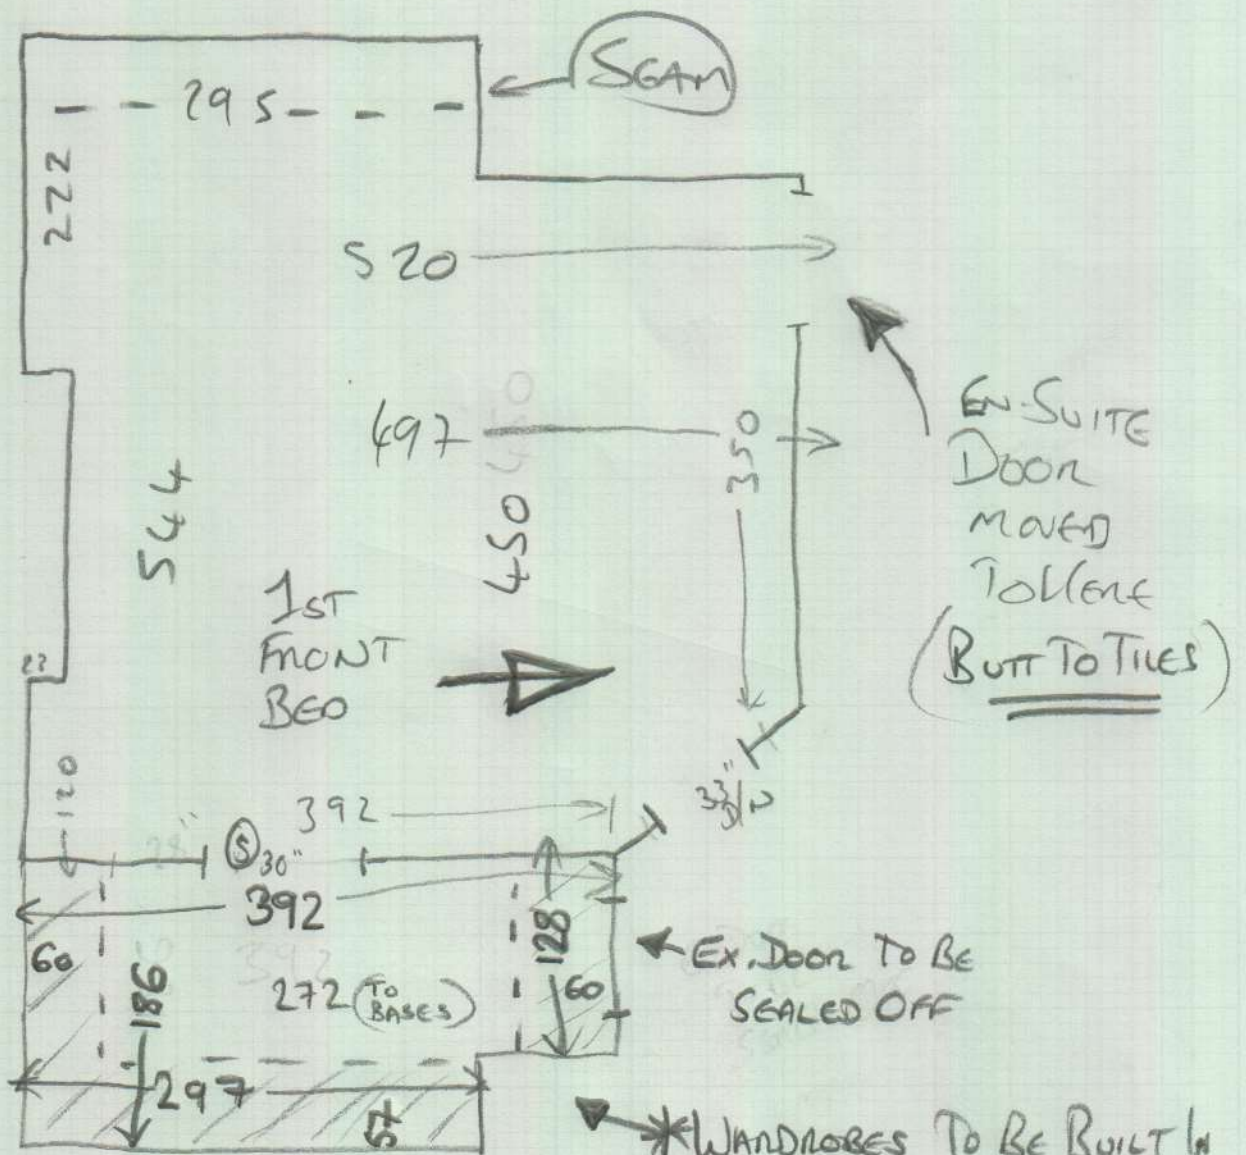 SEAM
295
222
520
EN-SUITE
DOOR
MOVED
TO HERE
(BUTT TO TILES)
497
450
350
544
1ST
FRONT
BED
120
392
33"
S 30"
392
60
186
128
60
272 (TO BASES)
EX. DOOR TO BE
SEALED OFF
297
57
*WARDROBES TO BE BUILT IN